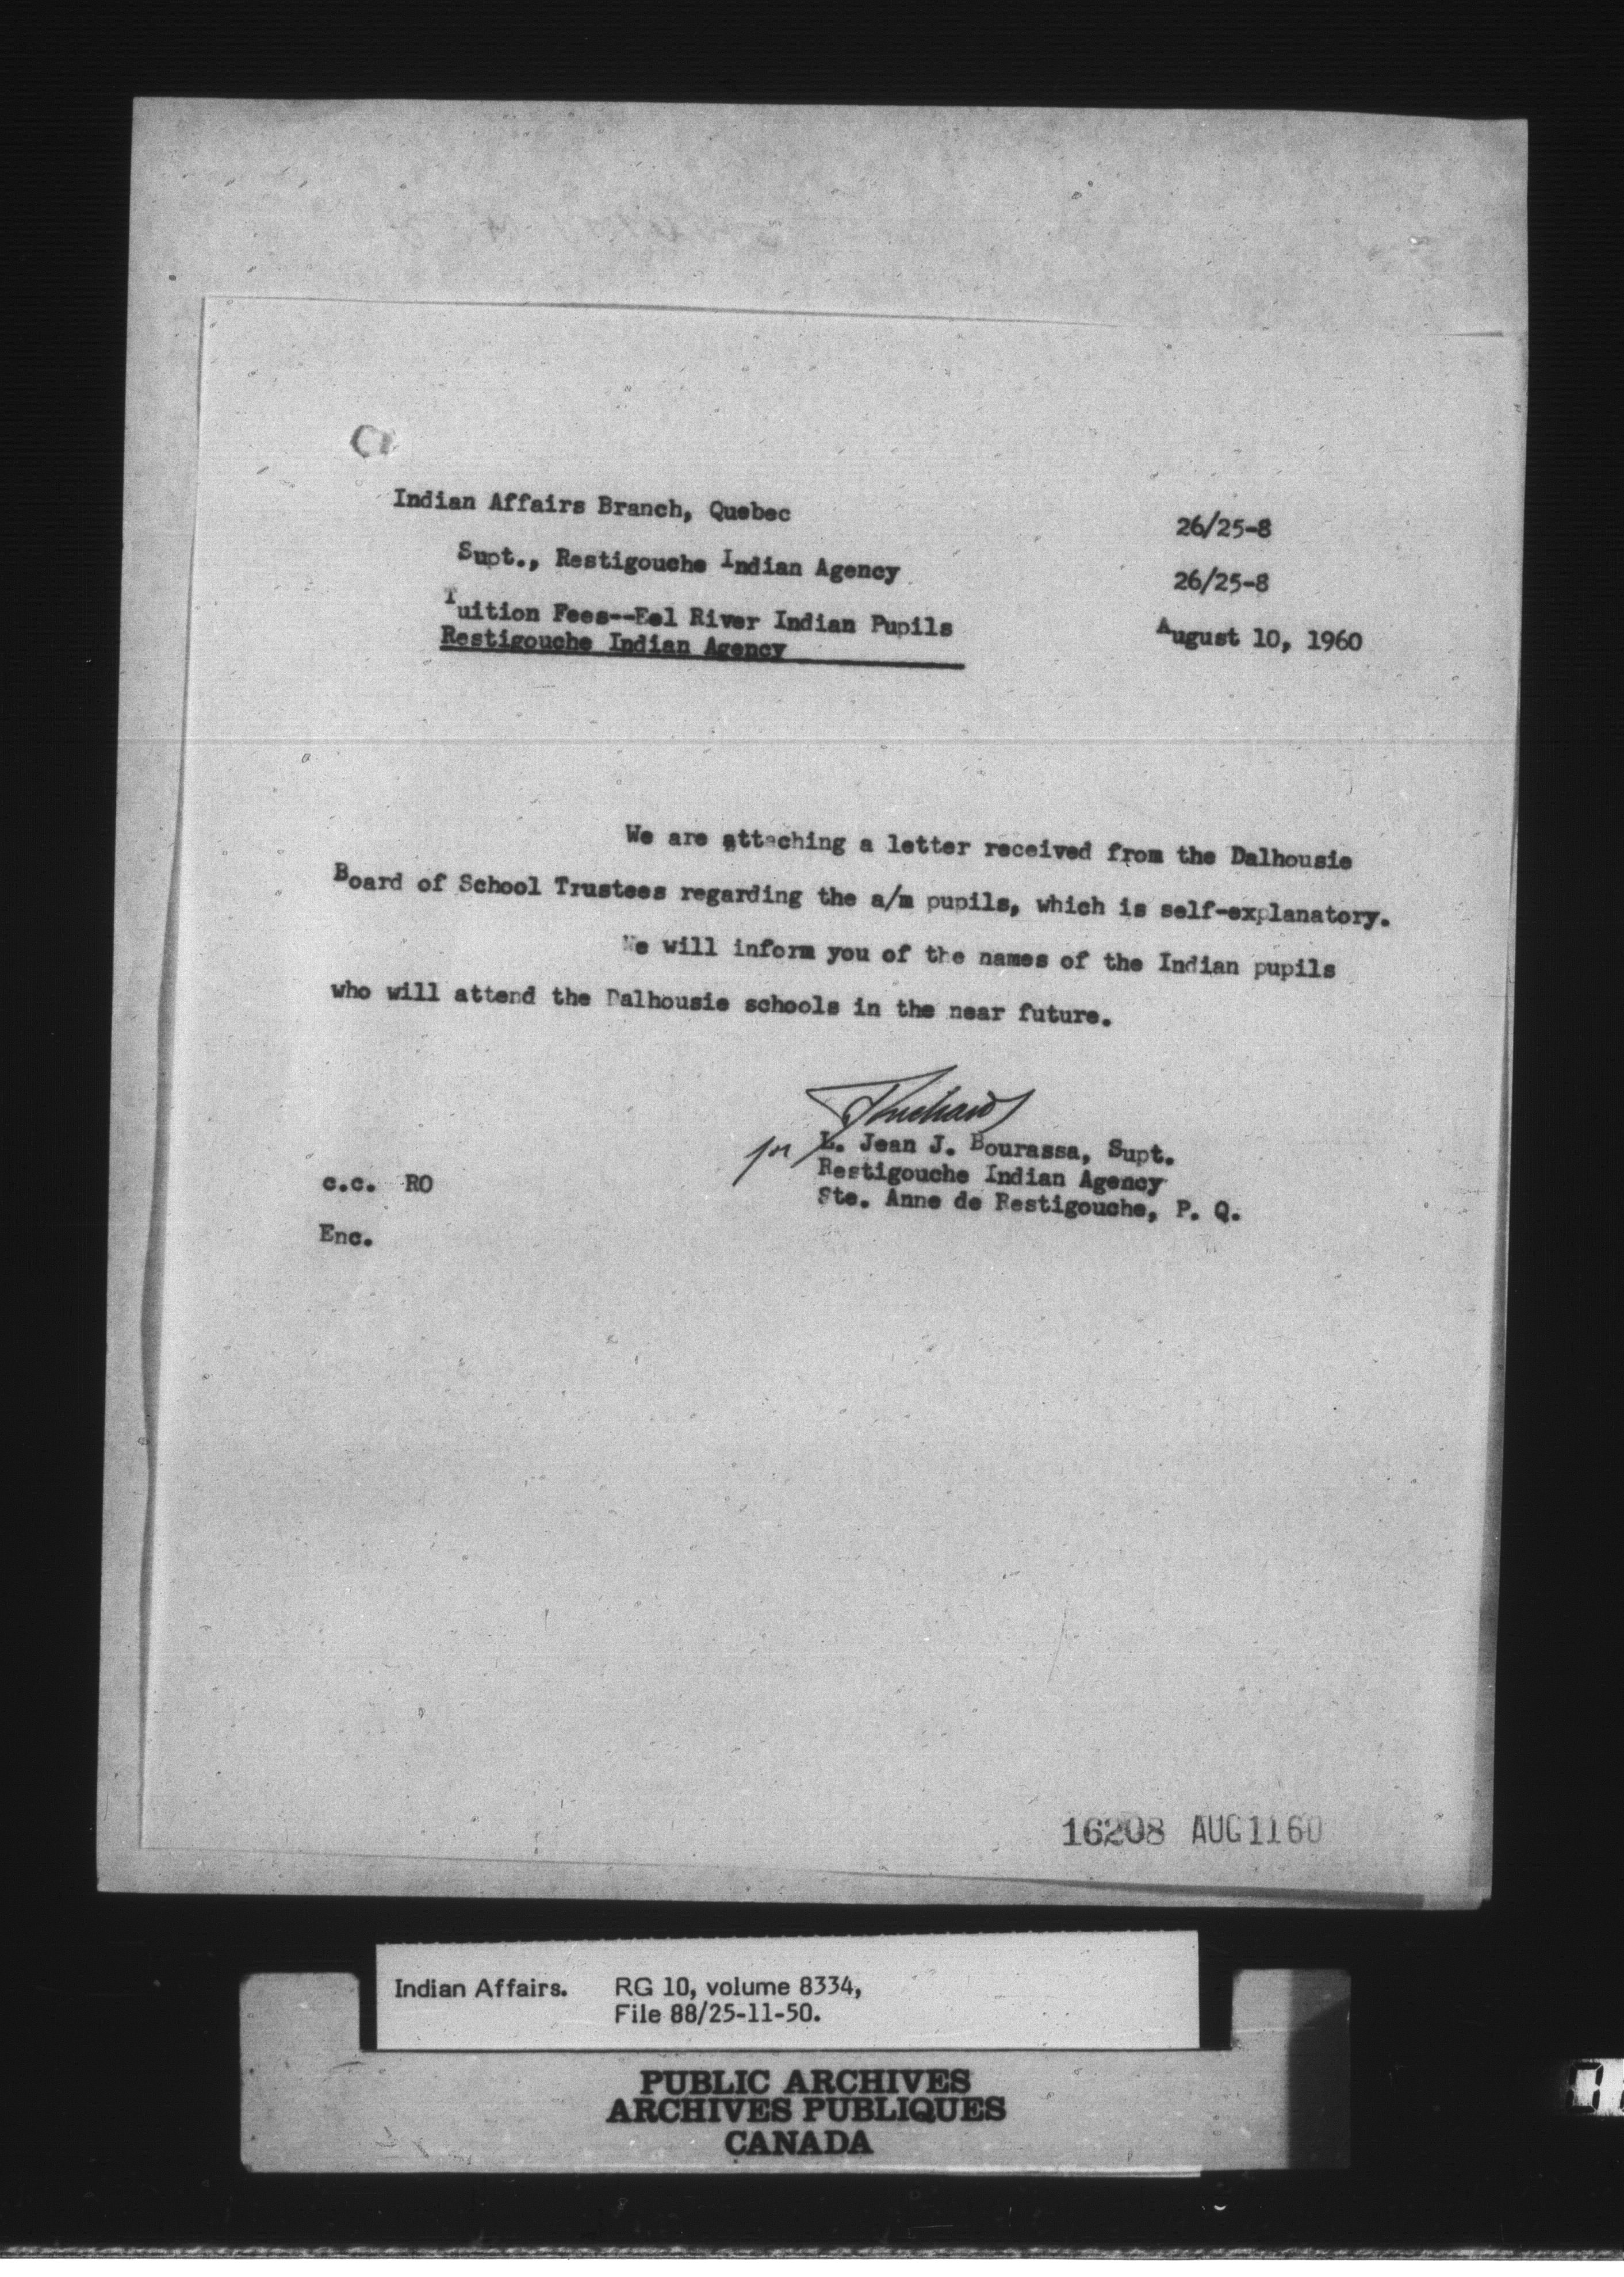 Indian Affairs Branch, Quebec
26/25-8
Supt., Restigouche Indian Agency
26/25-8
Tuition Fees--Eel River Indian Pupils
Restigouche Indian Agency
August 10, 1960
We are attaching a letter received from the Dalhousie
Board of School Trustees regarding the a/m pupils, which is self-explanatory.
We will inform you of the names of the Indian pupils
who will attend the Dalhousie schools in the near future.
for L. Jean J. Bourassa, Supt.
Restigouche Indian Agency
Ste. Anne de Restigouche, P. Q.
c.c. RO
Enc.
16208 AUG 11 60
Indian Affairs. RG 10, volume 8334,
File 88/25-11-50.
PUBLIC ARCHIVES
ARCHIVES PUBLIQUES
CANADA